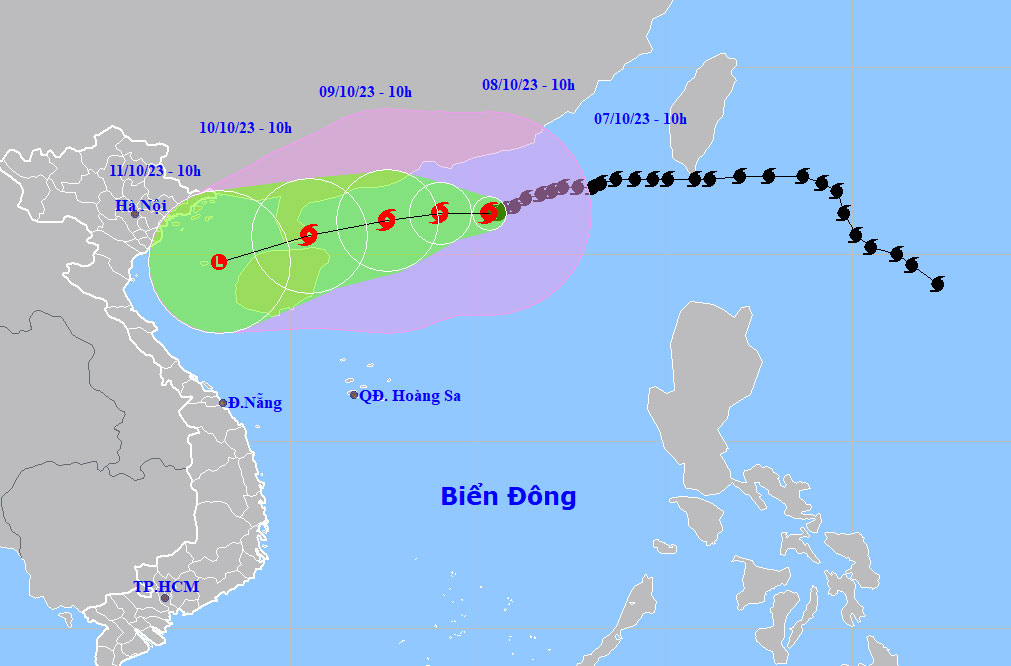 08/10/23 - 10h
09/10/23 - 10h
07/10/23 - 10h
10/10/23 - 10h
11/10/23 - 10h
Hà Nội
L
QĐ. Hoàng Sa
Đ.Nẵng
Biển Đông
TP.HCM